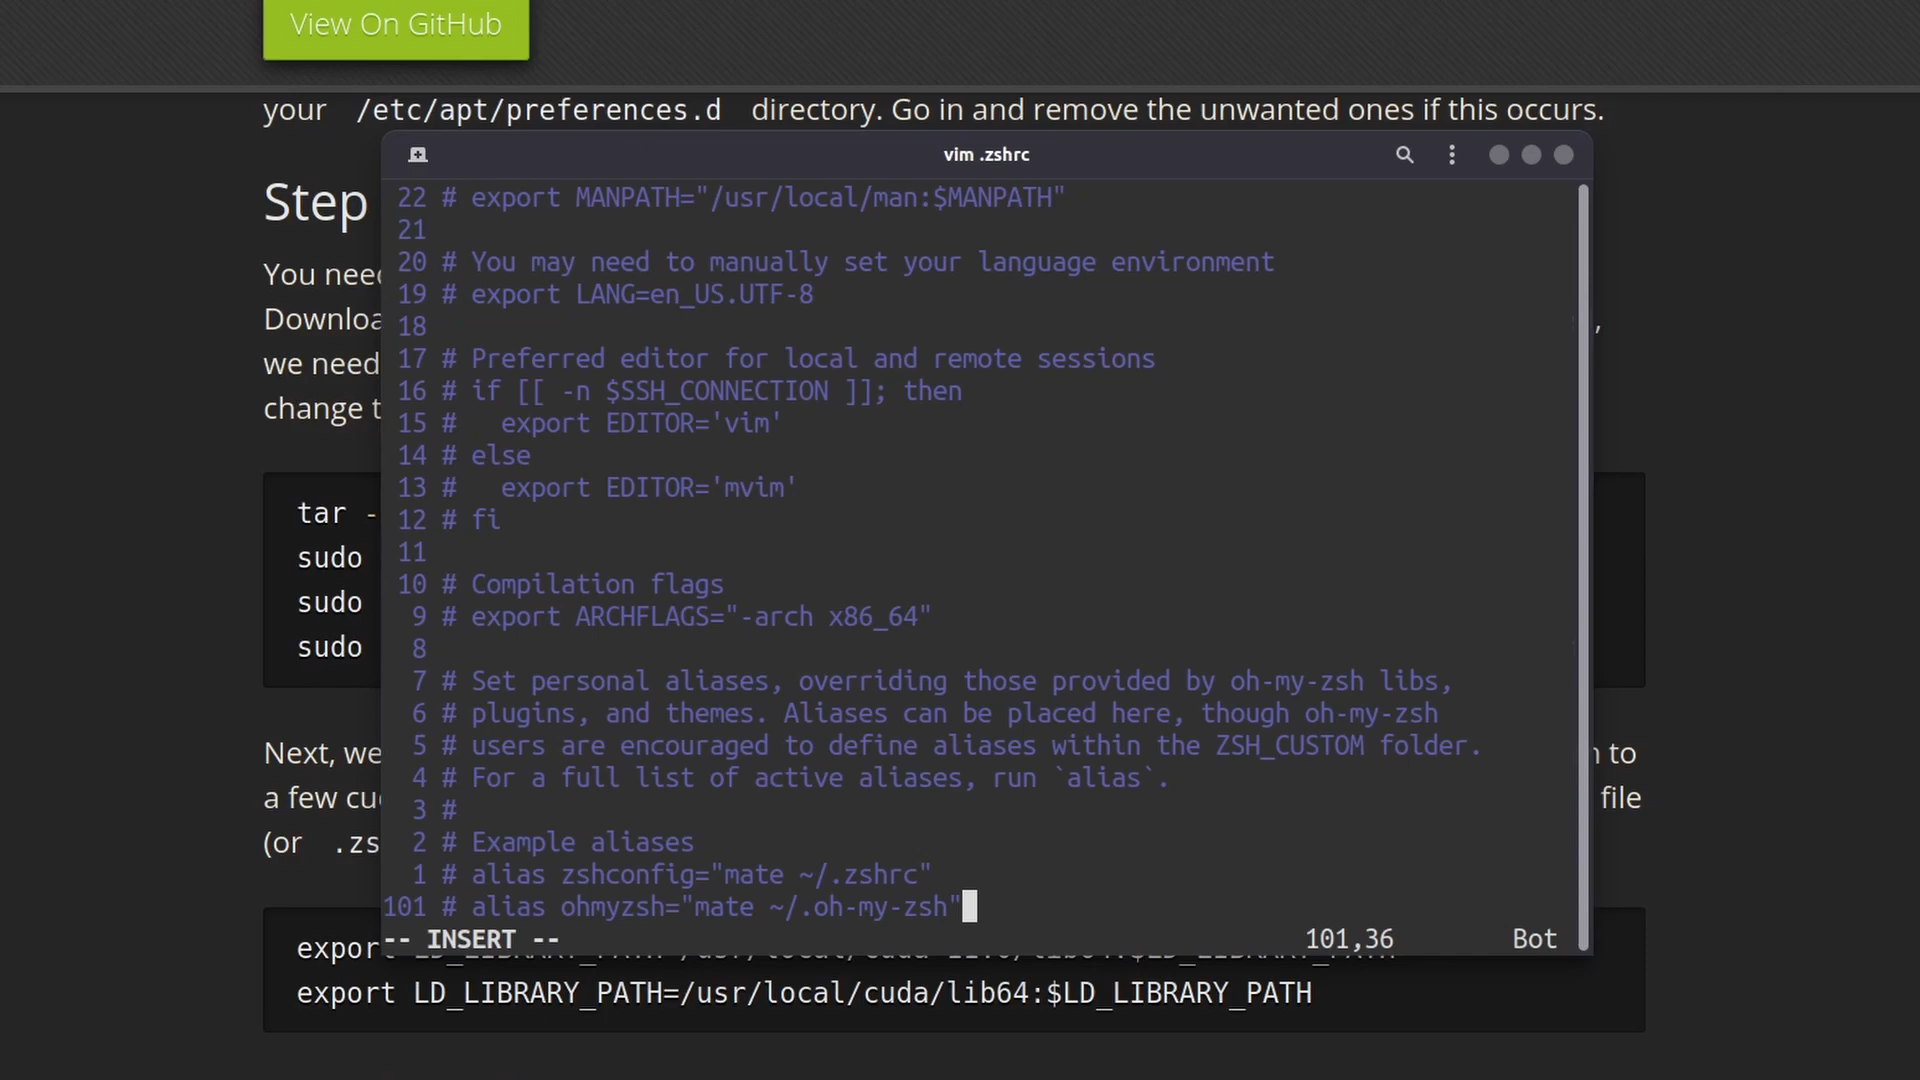 View On GitHub
your /etc/apt/preferences.d directory. Go in and remove the unwanted ones if this occurs.
vim .zshrc
Step
You need
Downloa
,
we need
change t
tar -
sudo
sudo
sudo
22 # export MANPATH="/usr/local/man:$MANPATH"
21
20 # You may need to manually set your language environment
19 # export LANG=en_US.UTF-8
18
17 # Preferred editor for local and remote sessions
16 # if [[ -n $SSH_CONNECTION ]]; then
15 #   export EDITOR='vim'
14 # else
13 #   export EDITOR='mvim'
12 # fi
11
10 # Compilation flags
9 # export ARCHFLAGS="-arch x86_64"
8
7 # Set personal aliases, overriding those provided by oh-my-zsh libs,
6 # plugins, and themes. Aliases can be placed here, though oh-my-zsh
5 # users are encouraged to define aliases within the ZSH_CUSTOM folder.
4 # For a full list of active aliases, run `alias`.
3 #
2 # Example aliases
1 # alias zshconfig="mate ~/.zshrc"
101 # alias ohmyzsh="mate ~/.oh-my-zsh"
-- INSERT -- 101,36 Bot
Next, we
to
a few cu
file
(or .zs
export
export LD_LIBRARY_PATH=/usr/local/cuda/lib64:$LD_LIBRARY_PATH